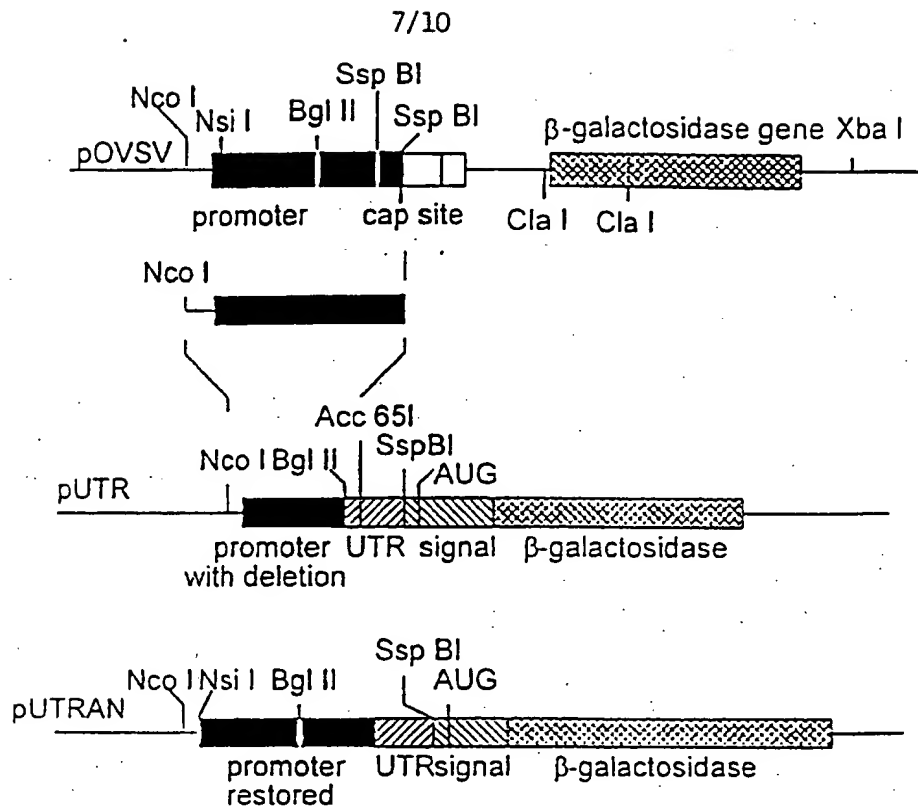 7/10
Ssp BI
Nco I
Nsi I
Bgl II
Ssp BI
β-galactosidase gene Xba I
pOVSV
promoter
cap site
Cla I
Cla I
Nco I
Acc 65I
SspBI
Nco I Bgl II
AUG
pUTR
promoter UTR signal β-galactosidase
with deletion
Ssp BI
Nco I Nsi I Bgl II
AUG
pUTRAN
promoter UTRsignal β-galactosidase
restored